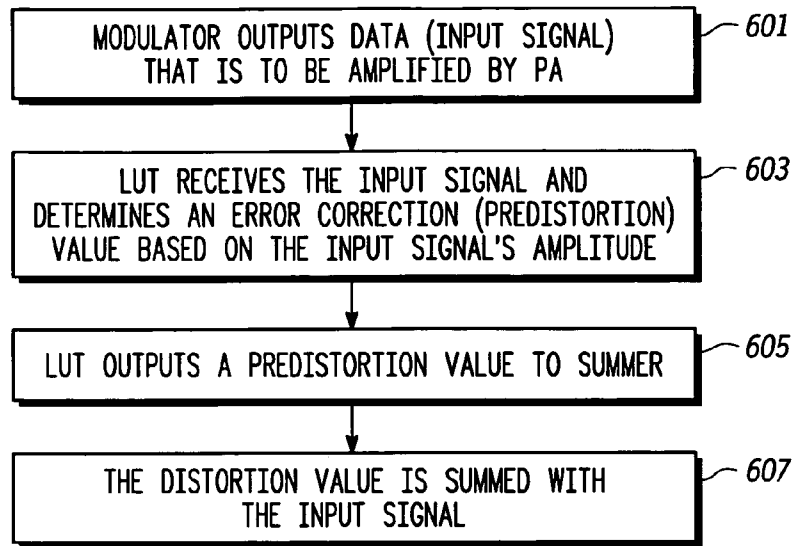 MODULATOR OUTPUTS DATA (INPUT SIGNAL)
THAT IS TO BE AMPLIFIED BY PA
601
LUT RECEIVES THE INPUT SIGNAL AND
DETERMINES AN ERROR CORRECTION (PREDISTORTION)
VALUE BASED ON THE INPUT SIGNAL'S AMPLITUDE
603
LUT OUTPUTS A PREDISTORTION VALUE TO SUMMER
605
THE DISTORTION VALUE IS SUMMED WITH
THE INPUT SIGNAL
607